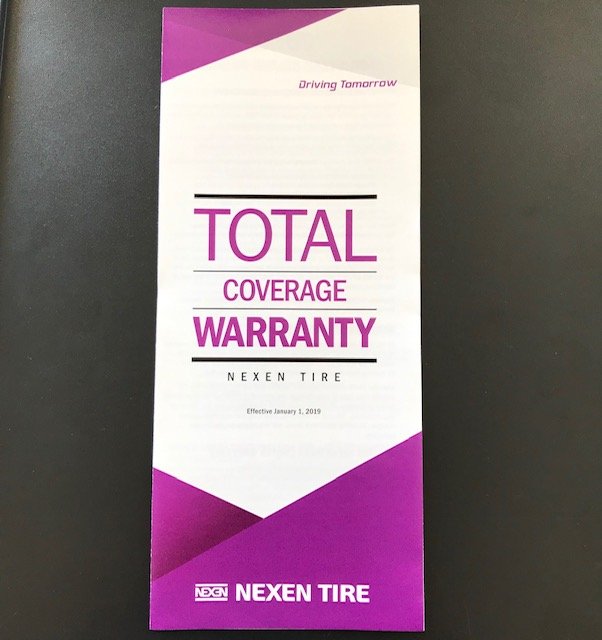 Driving Tomorrow
TOTAL
COVERAGE
WARRANTY
NEXEN TIRE
Effective January 1, 2019
NEXEN NEXEN TIRE